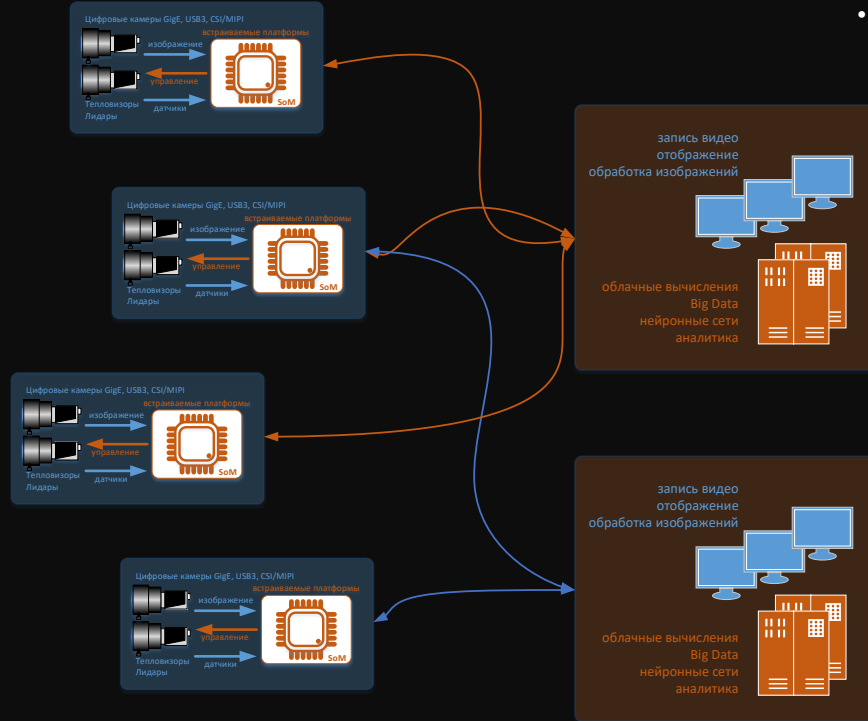 Цифровые камеры GigE, USB3, CSI/MIPI
встраиваемые платформы
изображение
управление
датчики
Тепловизоры
Лидары
SoM
Цифровые камеры GigE, USB3, CSI/MIPI
встраиваемые платформы
изображение
управление
датчики
Тепловизоры
Лидары
SoM
Цифровые камеры GigE, USB3, CSI/MIPI
встраиваемые платформы
изображение
управление
датчики
Тепловизоры
Лидары
SoM
Цифровые камеры GigE, USB3, CSI/MIPI
встраиваемые платформы
изображение
управление
датчики
Тепловизоры
Лидары
SoM
запись видео
отображение
обработка изображений
облачные вычисления
Big Data
нейронные сети
аналитика
запись видео
отображение
обработка изображений
облачные вычисления
Big Data
нейронные сети
аналитика